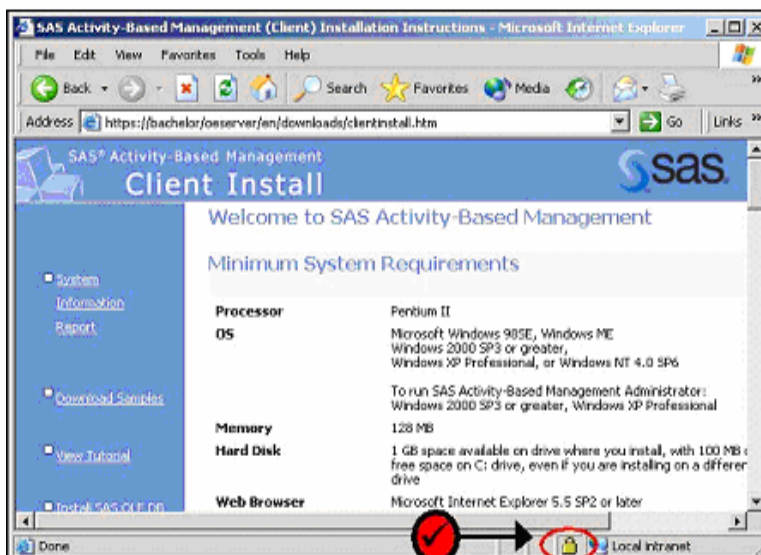 SAS Activity-Based Management (Client) Installation Instructions - Microsoft Internet Explorer
File Edit View Favorites Tools Help
Back Search Favorites Media
Address https://bachelor/oeserver/en/downloads/clientinstall.htm Go Links
SAS® Activity-Based Management
Client Install
sas.
Welcome to SAS Activity-Based Management
Minimum System Requirements
System
Information
Report
Download Samples
View Tutorial
Install SAS OLE DB
Processor Pentium II
OS Microsoft Windows 98SE, Windows ME
Windows 2000 SP3 or greater,
Windows XP Professional, or Windows NT 4.0 SP6
To run SAS Activity-Based Management Administrator:
Windows 2000 SP3 or greater, Windows XP Professional
Memory 128 MB
Hard Disk 1 GB space available on drive where you install, with 100 MB
free space on C: drive, even if you are installing on a differen
drive
Web Browser Microsoft Internet Explorer 5.5 SP2 or later
Done Local intranet